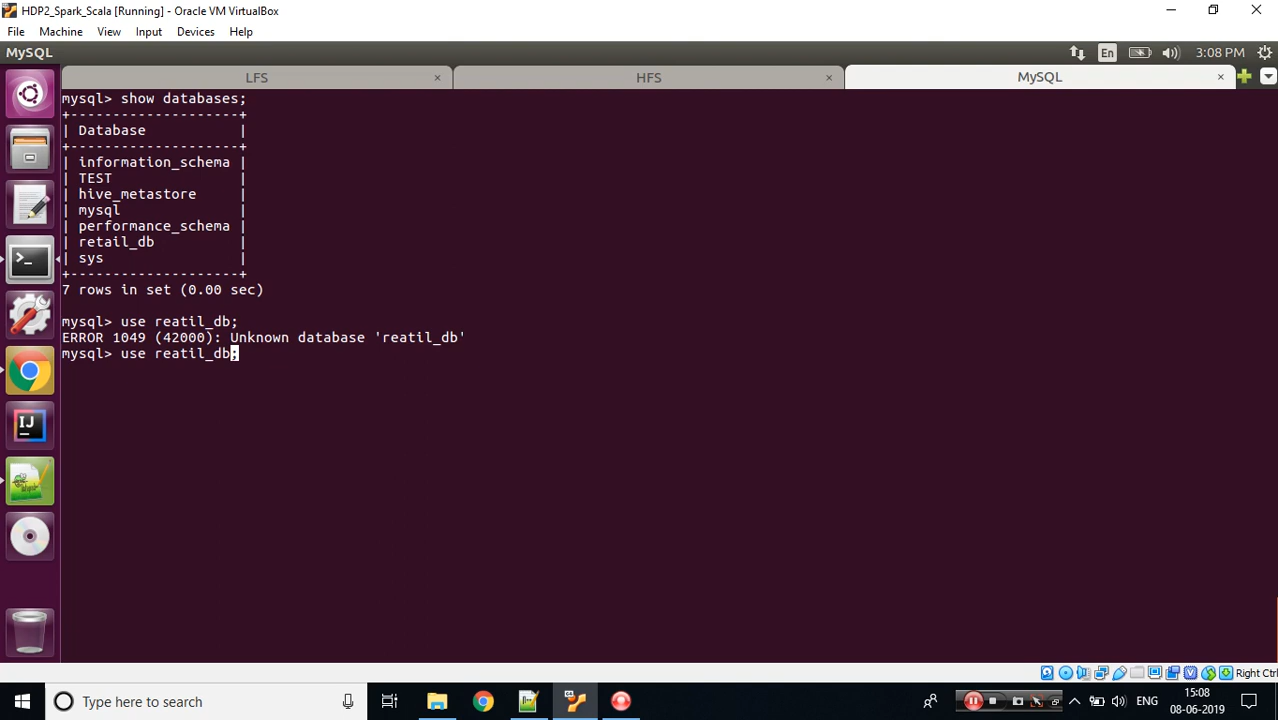 HDP2_Spark_Scala [Running] - Oracle VM VirtualBox
File Machine View Input Devices Help
MySQL En 3:08 PM
LFS × HFS × MySQL ×
mysql> show databases;
+--------------------+
| Database           |
+--------------------+
| information_schema |
| TEST               |
| hive_metastore     |
| mysql              |
| performance_schema |
| retail_db          |
| sys                |
+--------------------+
7 rows in set (0.00 sec)
mysql> use reatil_db;
ERROR 1049 (42000): Unknown database 'reatil_db'
mysql> use reatil_db;
IJ
Right Ctrl
Type here to search
ENG
15:08
08-06-2019